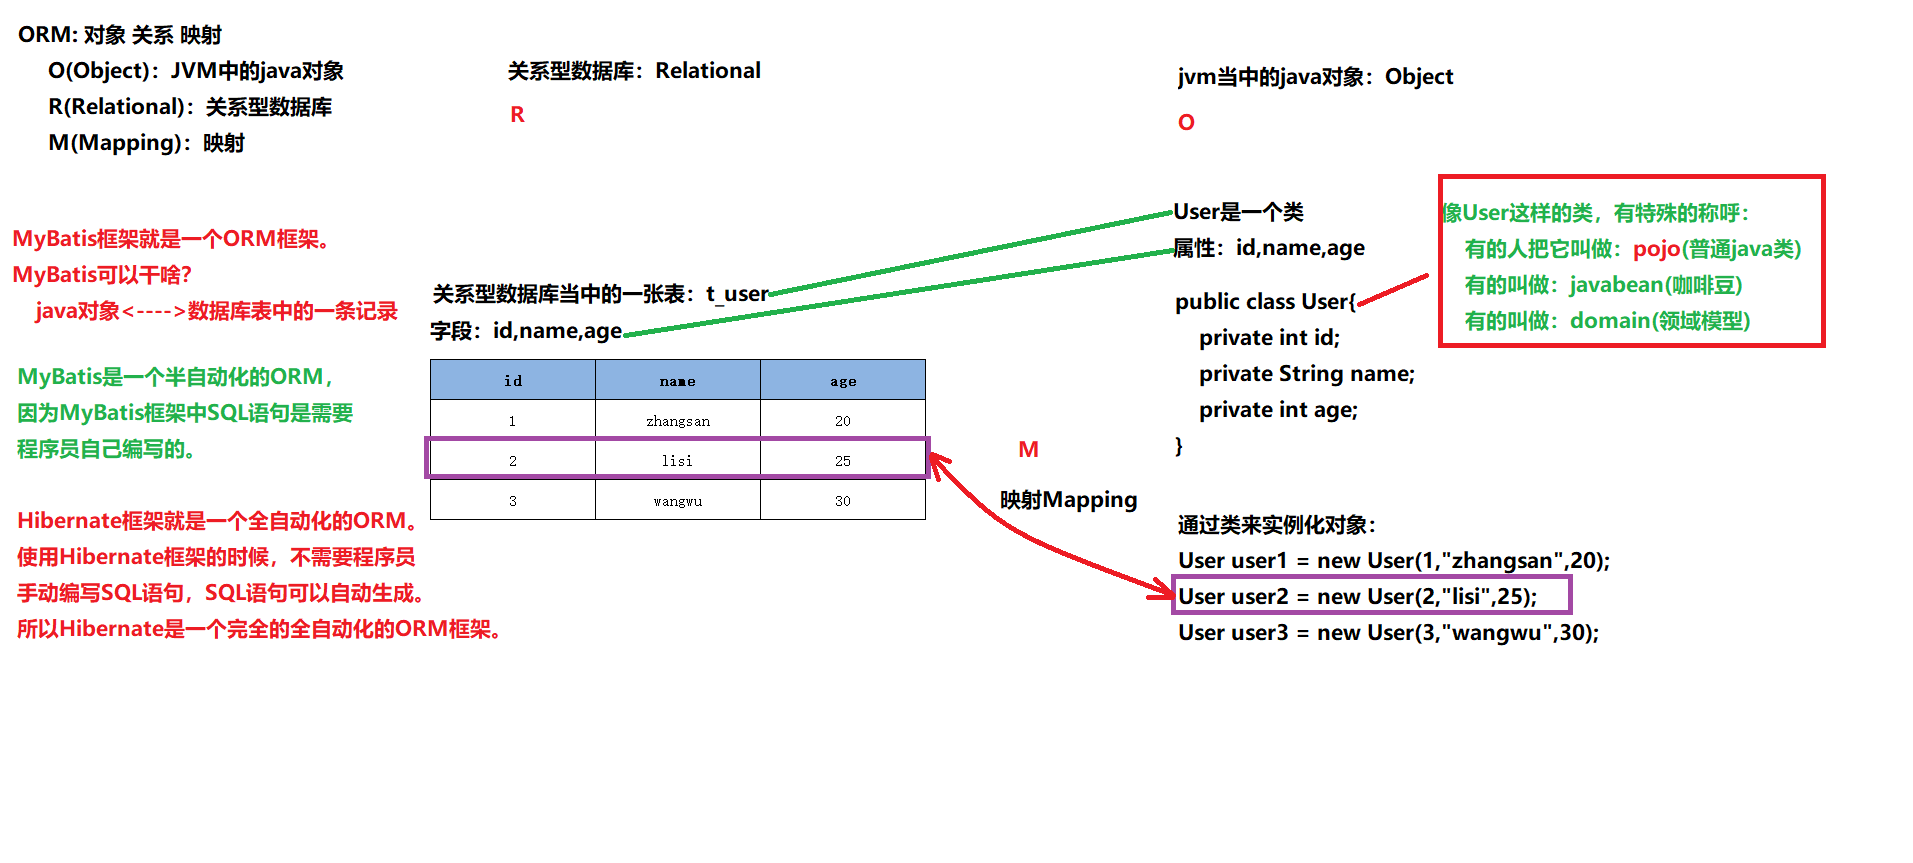 ORM: 对象 关系 映射
O(Object)：JVM中的java对象
R(Relational)：关系型数据库
M(Mapping)：映射
MyBatis框架就是一个ORM框架。
MyBatis可以干啥？
java对象<---->数据库表中的一条记录
MyBatis是一个半自动化的ORM，
因为MyBatis框架中SQL语句是需要
程序员自己编写的。
Hibernate框架就是一个全自动化的ORM。
使用Hibernate框架的时候，不需要程序员
手动编写SQL语句，SQL语句可以自动生成。
所以Hibernate是一个完全的全自动化的ORM框架。
关系型数据库：Relational
R
关系型数据库当中的一张表：t_user
字段：id,name,age
id name age
1 zhangsan 20
2 lisi 25
3 wangwu 30
M
映射Mapping
jvm当中的java对象：Object
O
User是一个类
属性：id,name,age
public class User{
private int id;
private String name;
private int age;
}
通过类来实例化对象：
User user1 = new User(1,"zhangsan",20);
User user2 = new User(2,"lisi",25);
User user3 = new User(3,"wangwu",30);
像User这样的类，有特殊的称呼：
有的人把它叫做：pojo(普通java类)
有的叫做：javabean(咖啡豆)
有的叫做：domain(领域模型)